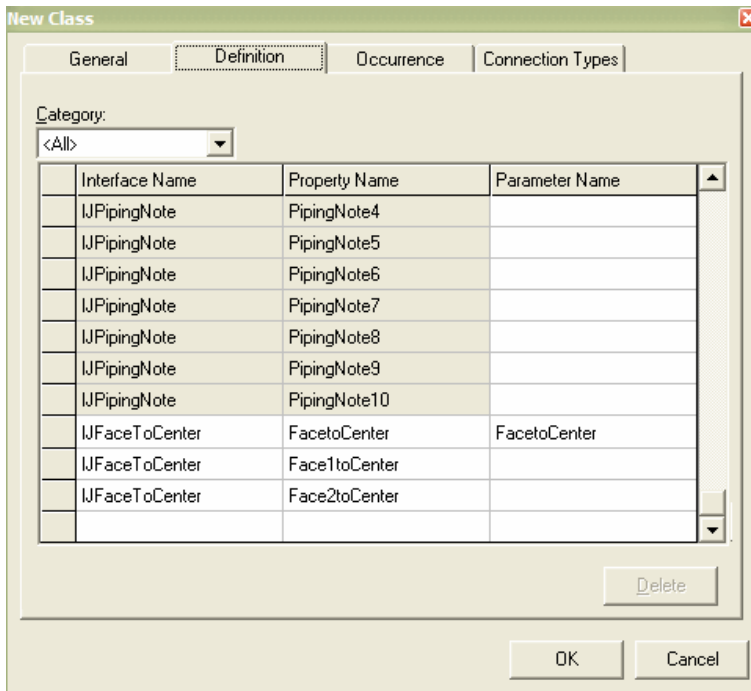 New Class
General Definition Occurrence Connection Types
Category:
<All>
Interface Name Property Name Parameter Name
IJPipingNote PipingNote4
IJPipingNote PipingNote5
IJPipingNote PipingNote6
IJPipingNote PipingNote7
IJPipingNote PipingNote8
IJPipingNote PipingNote9
IJPipingNote PipingNote10
IJFaceToCenter FacetoCenter FacetoCenter
IJFaceToCenter Face1toCenter
IJFaceToCenter Face2toCenter
Delete
OK Cancel